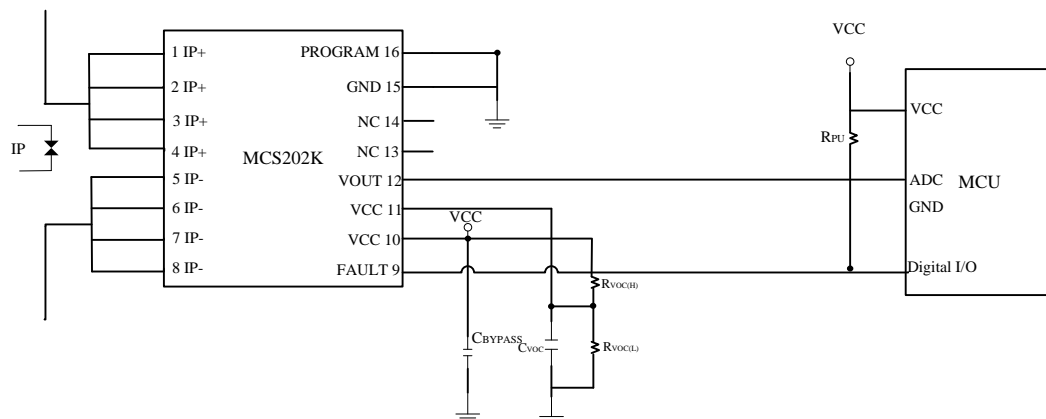 VCC
1 IP+
PROGRAM 16
2 IP+
GND 15
VCC
3 IP+
NC 14
RPU
IP
4 IP+
MCS202K
NC 13
5 IP-
VOUT 12
ADC
MCU
6 IP-
VCC 11
GND
VCC
7 IP-
VCC 10
8 IP-
FAULT 9
Digital I/O
RVOC(H)
CBYPASS
CVOC
RVOC(L)